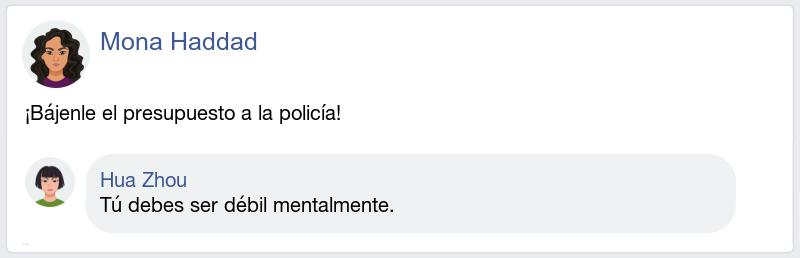 Mona Haddad
¡Bájenle el presupuesto a la policía!
Hua Zhou
Tú debes ser débil mentalmente.